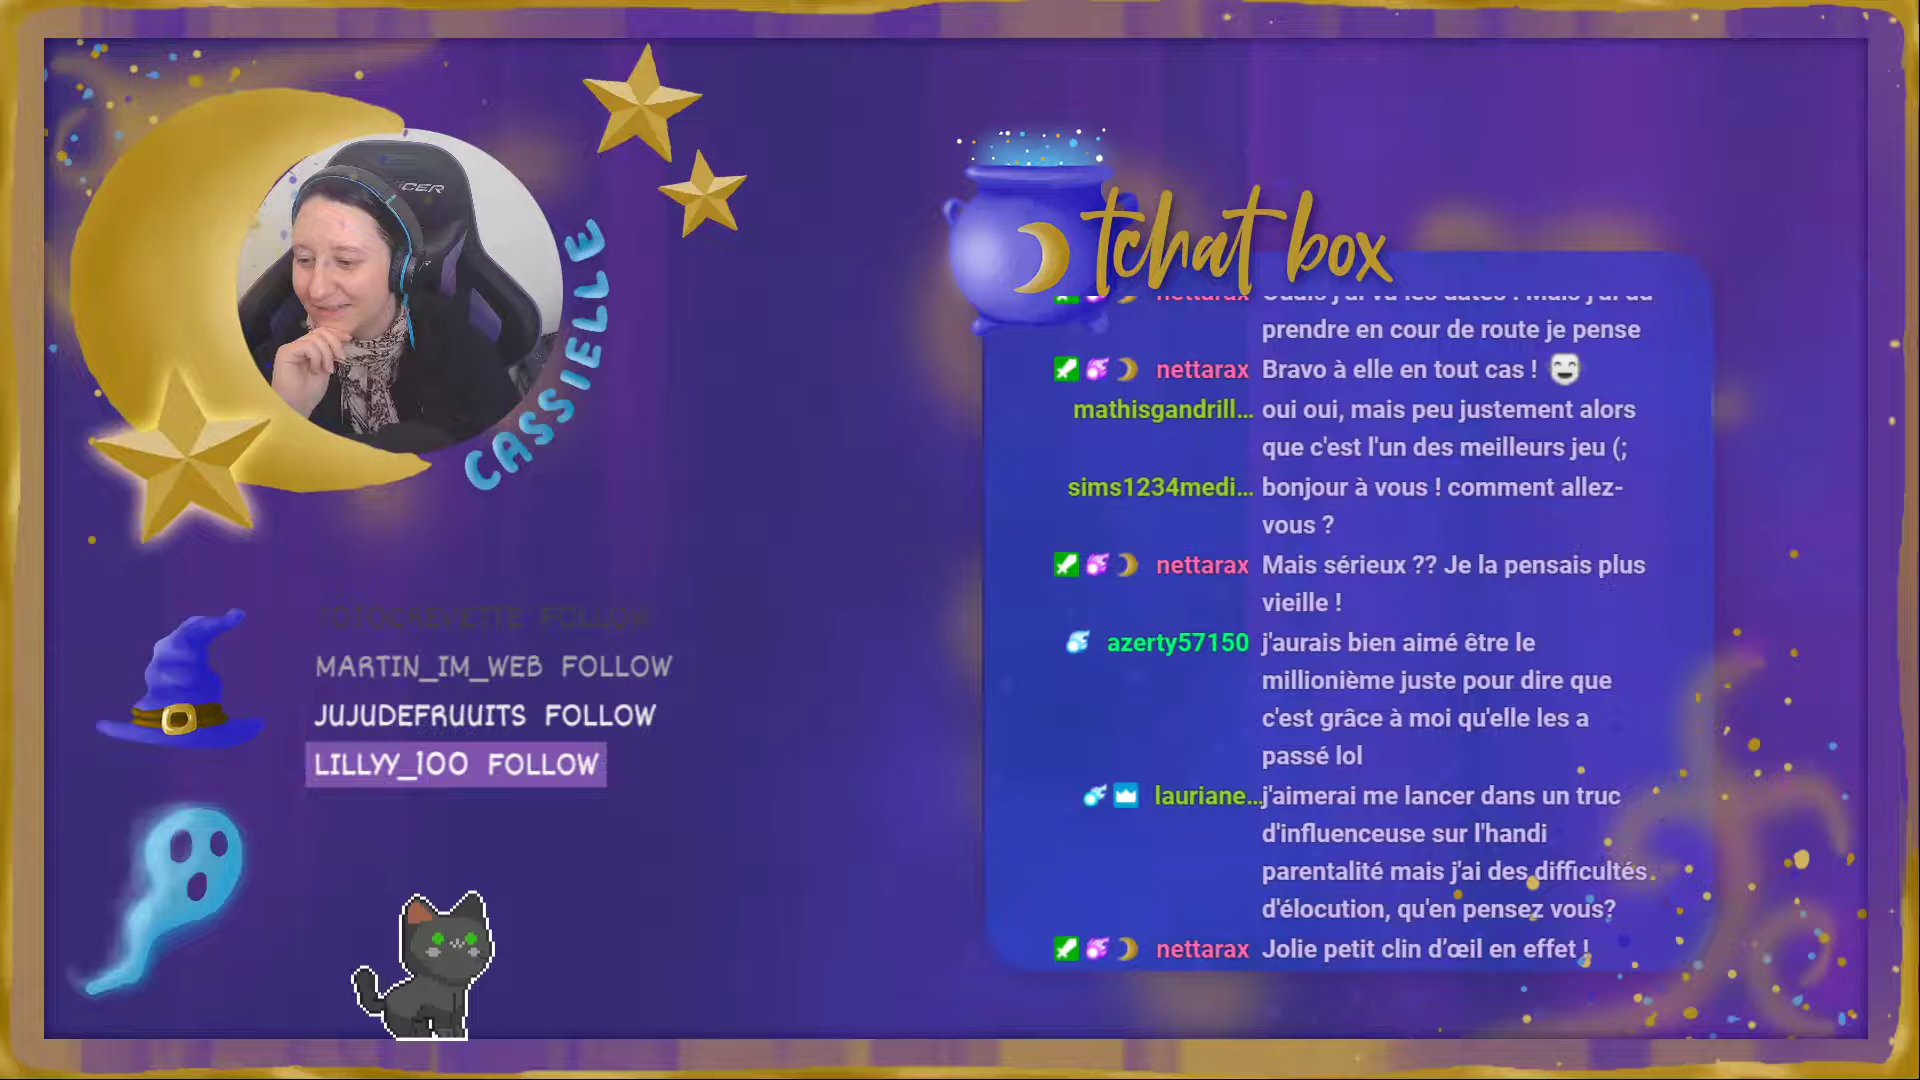 CASSIELLE
MARTIN_IM_WEB FOLLOW
JUJUDEFRUUITS FOLLOW
LILLYY_100 FOLLOW
tchat box
nettarax
prendre en cour de route je pense
nettarax Bravo à elle en tout cas !
mathisgandrill... oui oui, mais peu justement alors
que c'est l'un des meilleurs jeu (;
sims1234medi... bonjour à vous ! comment allez-
vous ?
nettarax Mais sérieux ?? Je la pensais plus
vieille !
azerty57150 j'aurais bien aimé être le
millionième juste pour dire que
c'est grâce à moi qu'elle les a
passé lol
lauriane... j'aimerai me lancer dans un truc
d'influenceuse sur l'handi
parentalité mais j'ai des difficultés
d'élocution, qu'en pensez vous?
nettarax Jolie petit clin d’œil en effet !